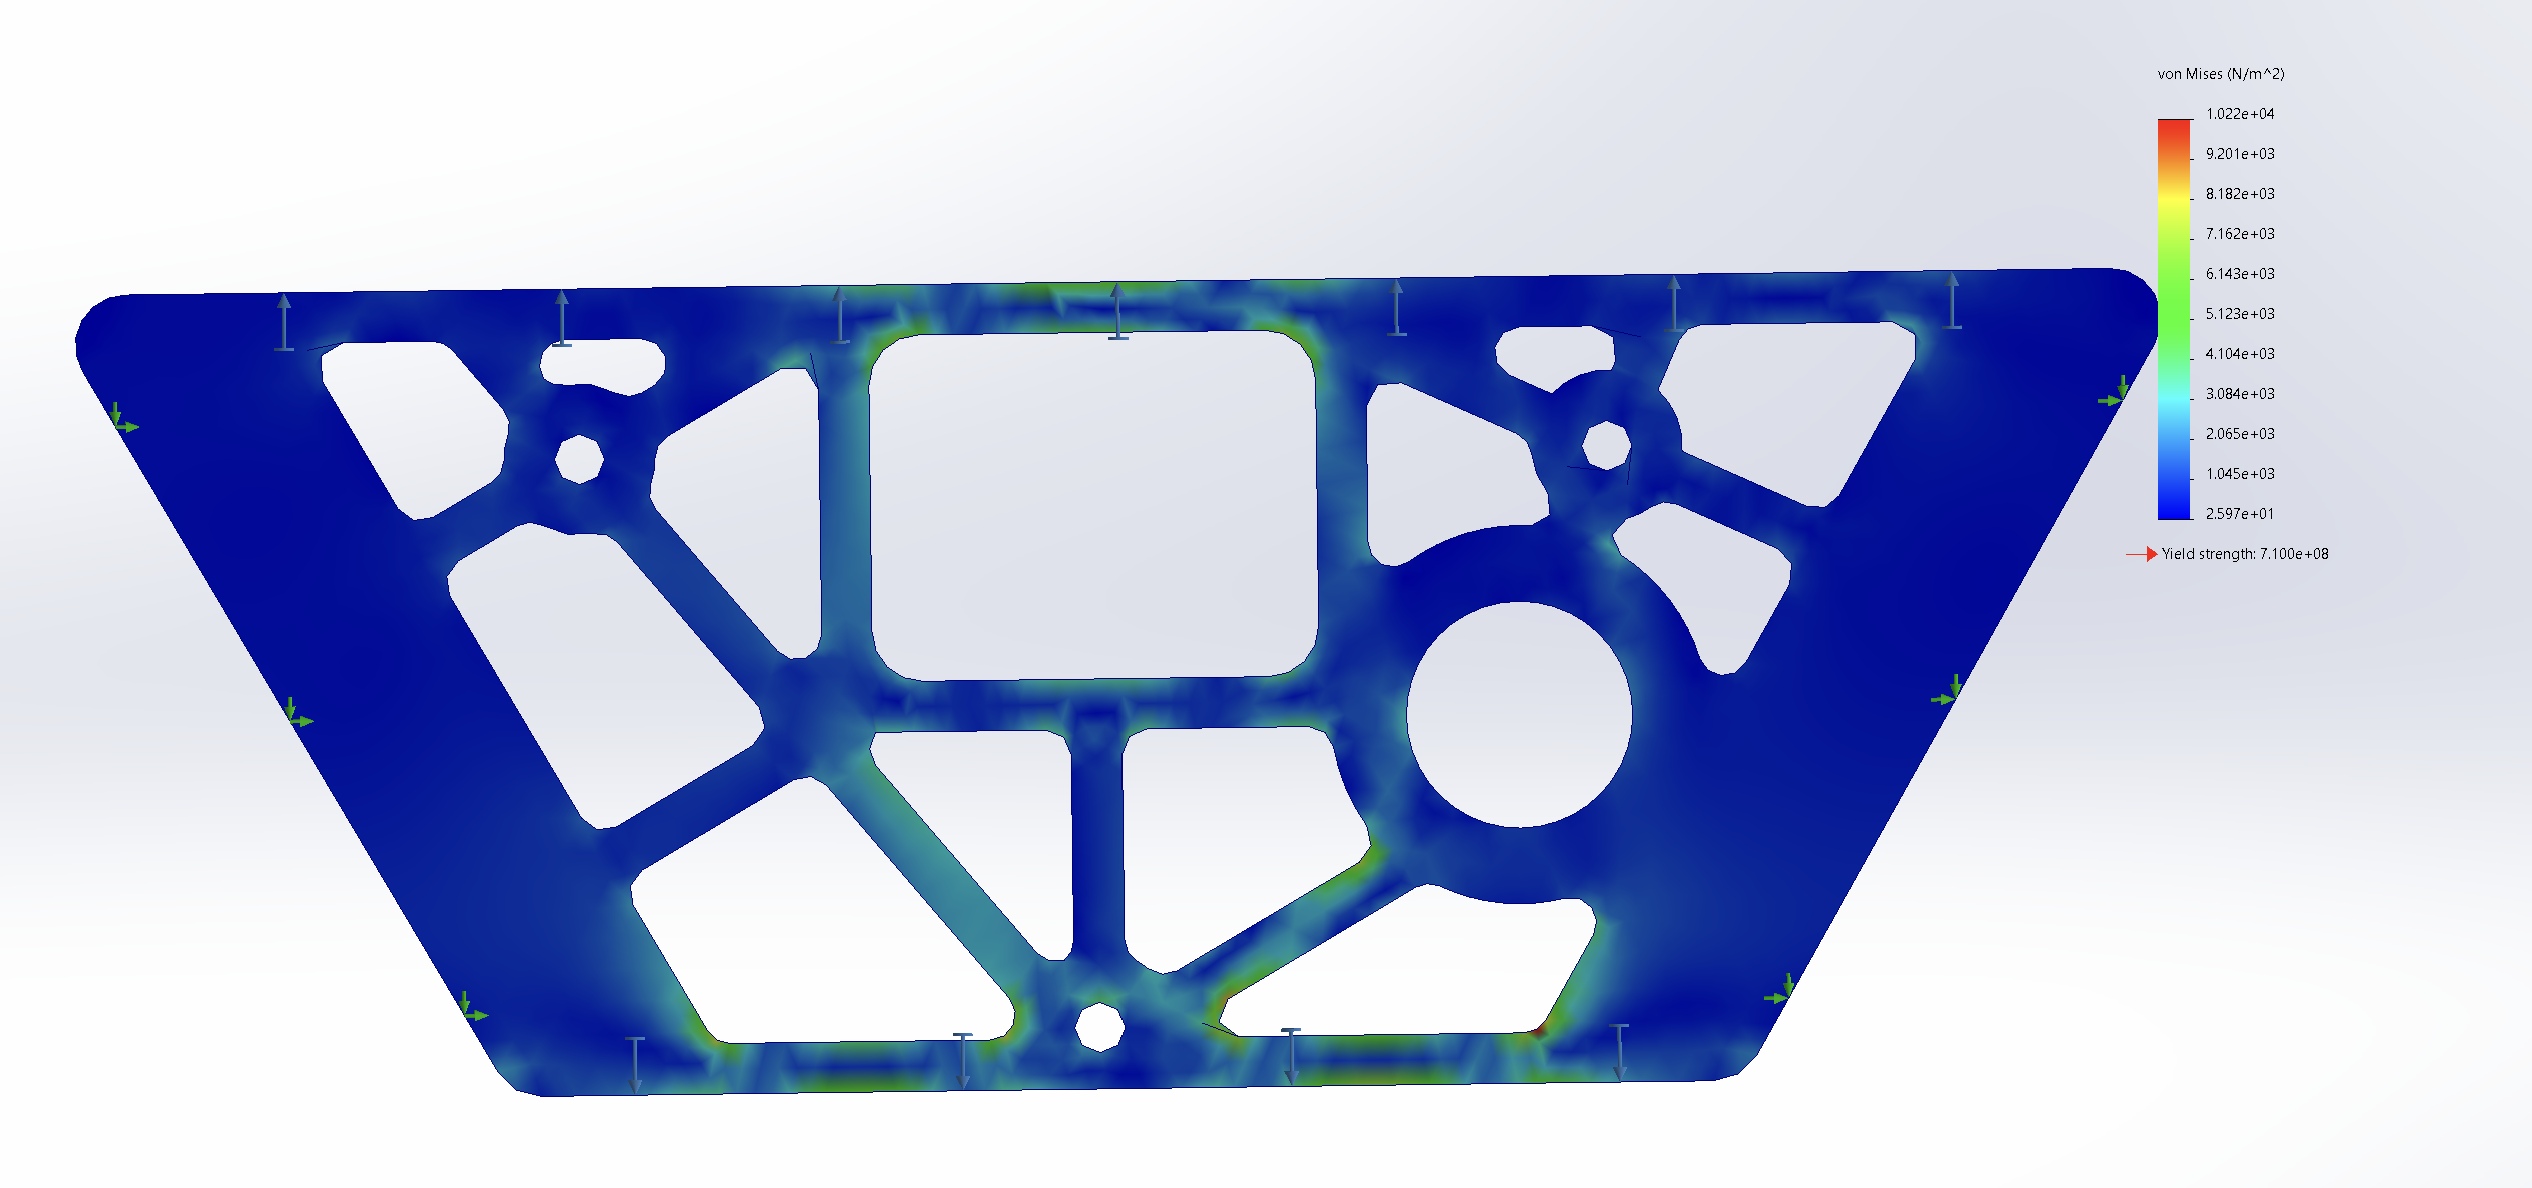 von Mises (N/m^2)
1.022e+04
9.201e+03
8.182e+03
7.162e+03
6.143e+03
5.123e+03
4.104e+03
3.084e+03
2.065e+03
1.045e+03
2.597e+01
Yield strength: 7.100e+08